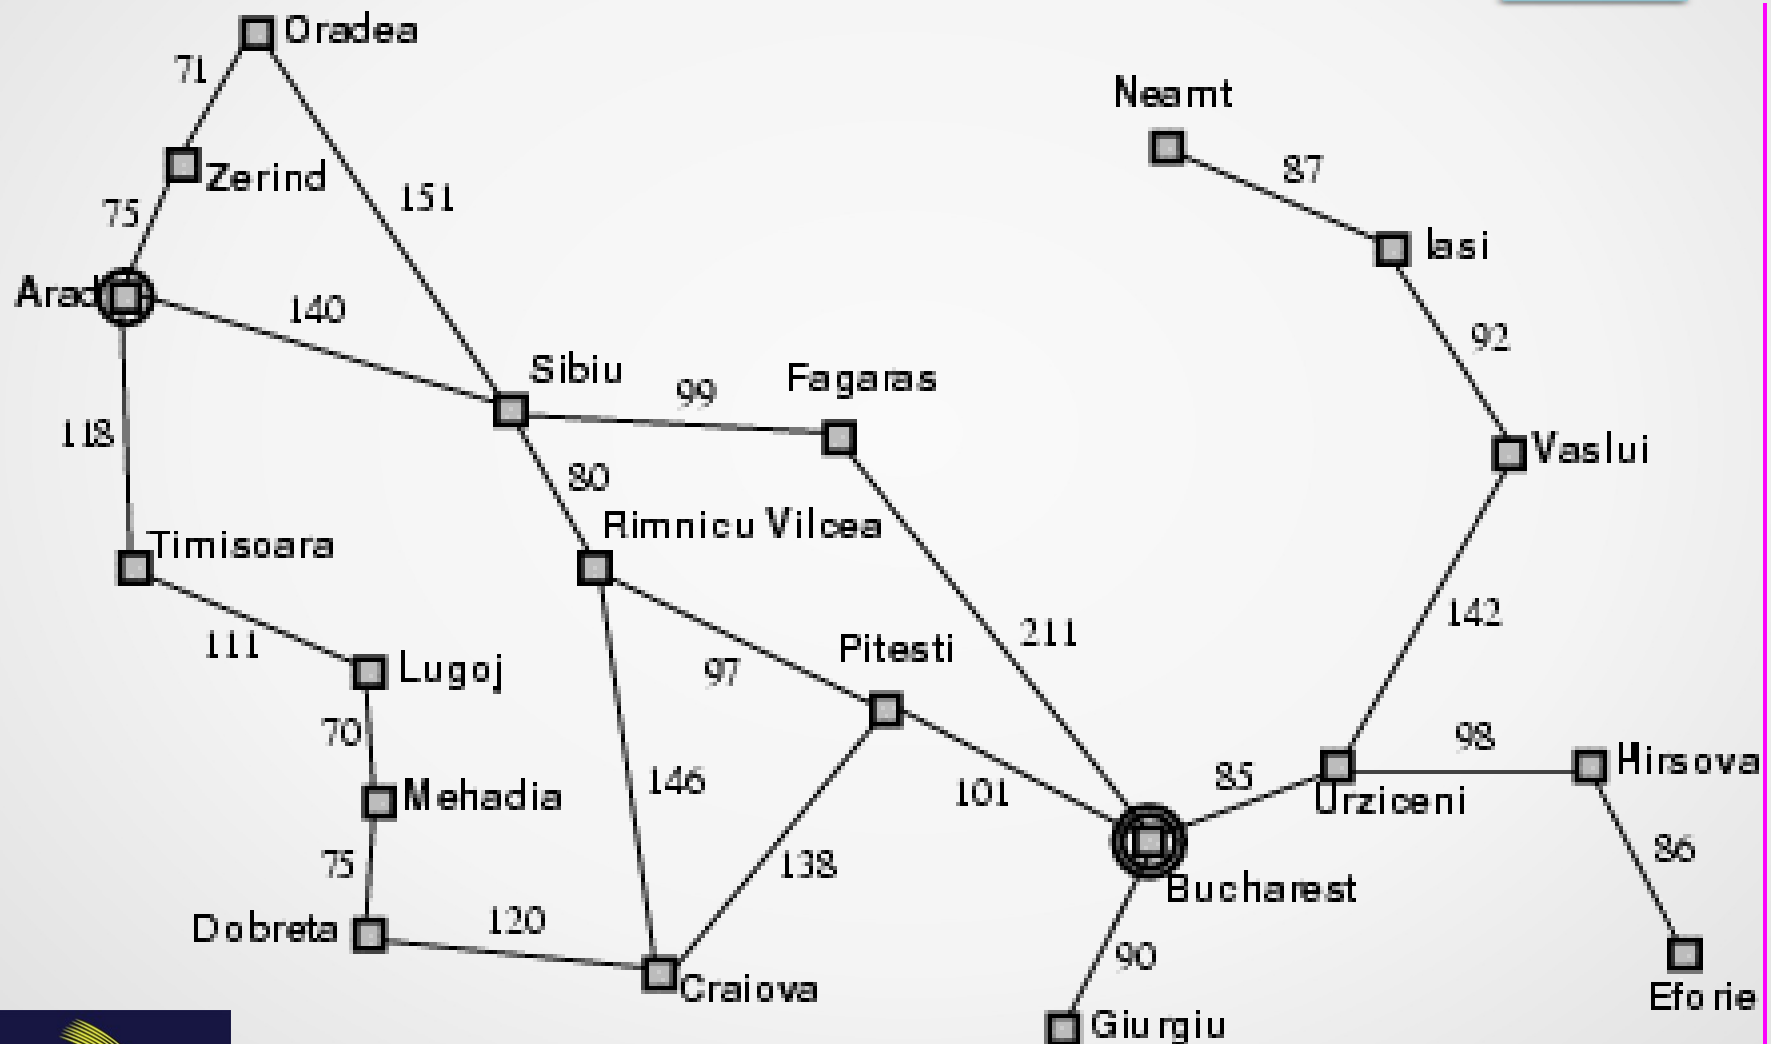 Oradea
71
Neamt
87
Zerind
151
75
Iasi
Arad
140
92
Sibiu
99
Fagaras
118
80
Vaslui
Rimnicu Vilcea
Timisoara
142
211
111
Pitesti
97
Lugoj
70
98
Hirsova
146
85
101
Mehadia
Urziceni
86
75
138
Bucharest
120
Dobreta
90
Craiova
Eforie
Giurgiu